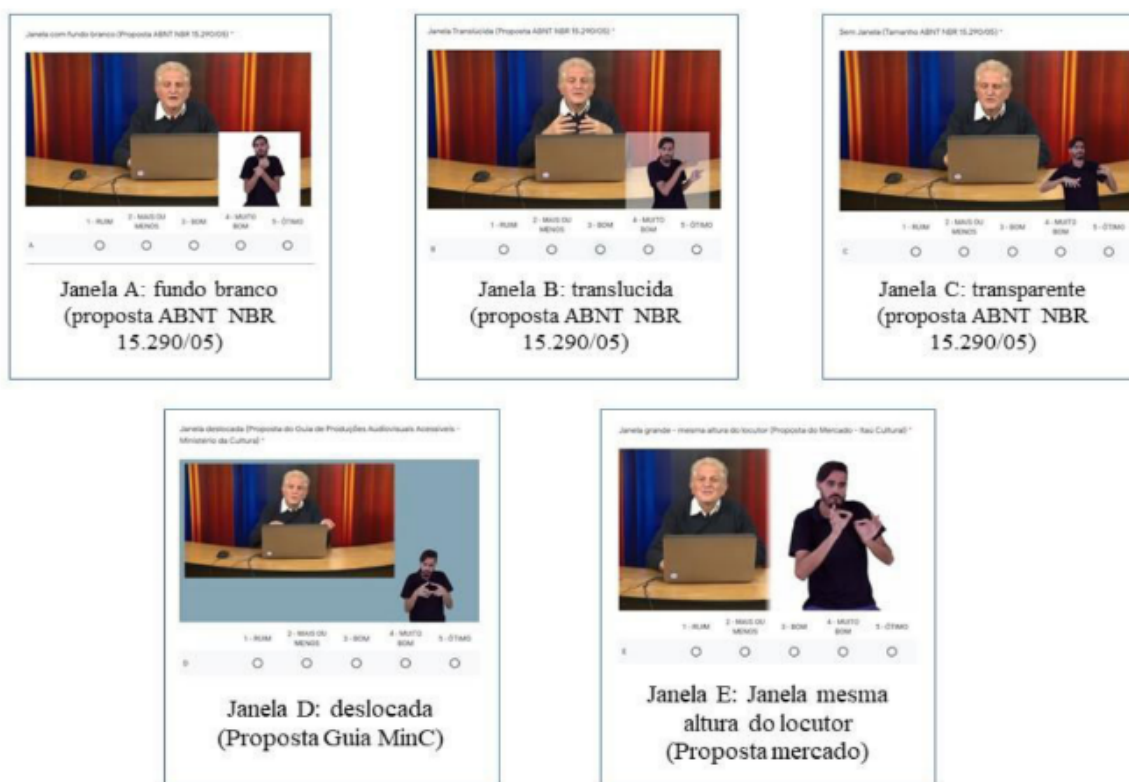 Janela com fundo branco (Proposta ABNT NBR 15.290/05) *
1 - RUIM
2 - MAIS OU MENOS
3 - BOM
4 - MUITO BOM
5 - ÓTIMO
A
Janela A: fundo branco
(proposta ABNT NBR
15.290/05)
Janela Translucida (Proposta ABNT NBR 15.290/05) *
1 - RUIM
2 - MAIS OU MENOS
3 - BOM
4 - MUITO BOM
5 - ÓTIMO
B
Janela B: translucida
(proposta ABNT NBR
15.290/05)
Sem Janela (Tamanho ABNT NBR 15.290/05) *
1 - RUIM
2 - MAIS OU MENOS
3 - BOM
4 - MUITO BOM
5 - ÓTIMO
C
Janela C: transparente
(proposta ABNT NBR
15.290/05)
Janela deslocada (Proposta do Guia de Produções Audiovisuais Acessíveis -
Ministério da Cultura) *
1 - RUIM
2 - MAIS OU MENOS
3 - BOM
4 - MUITO BOM
5 - ÓTIMO
D
Janela D: deslocada
(Proposta Guia MinC)
Janela grande - mesma altura do locutor (Proposta do Mercado - Itaú Cultural) *
1 - RUIM
2 - MAIS OU MENOS
3 - BOM
4 - MUITO BOM
5 - ÓTIMO
E
Janela E: Janela mesma
altura do locutor
(Proposta mercado)